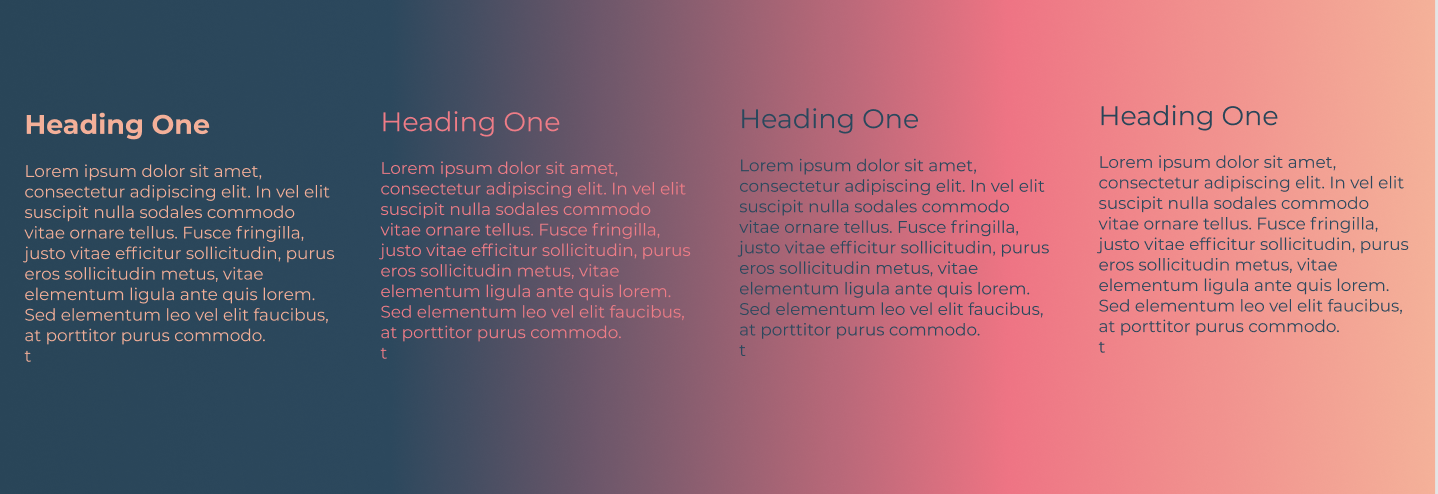 Heading One
Lorem ipsum dolor sit amet,
consectetur adipiscing elit. In vel elit
suscipit nulla sodales commodo
vitae ornare tellus. Fusce fringilla,
justo vitae efficitur sollicitudin, purus
eros sollicitudin metus, vitae
elementum ligula ante quis lorem.
Sed elementum leo vel elit faucibus,
at porttitor purus commodo.
t
Heading One
Lorem ipsum dolor sit amet,
consectetur adipiscing elit. In vel elit
suscipit nulla sodales commodo
vitae ornare tellus. Fusce fringilla,
justo vitae efficitur sollicitudin, purus
eros sollicitudin metus, vitae
elementum ligula ante quis lorem.
Sed elementum leo vel elit faucibus,
at porttitor purus commodo.
t
Heading One
Lorem ipsum dolor sit amet,
consectetur adipiscing elit. In vel elit
suscipit nulla sodales commodo
vitae ornare tellus. Fusce fringilla,
justo vitae efficitur sollicitudin, purus
eros sollicitudin metus, vitae
elementum ligula ante quis lorem.
Sed elementum leo vel elit faucibus,
at porttitor purus commodo.
t
Heading One
Lorem ipsum dolor sit amet,
consectetur adipiscing elit. In vel elit
suscipit nulla sodales commodo
vitae ornare tellus. Fusce fringilla,
justo vitae efficitur sollicitudin, purus
eros sollicitudin metus, vitae
elementum ligula ante quis lorem.
Sed elementum leo vel elit faucibus,
at porttitor purus commodo.
t